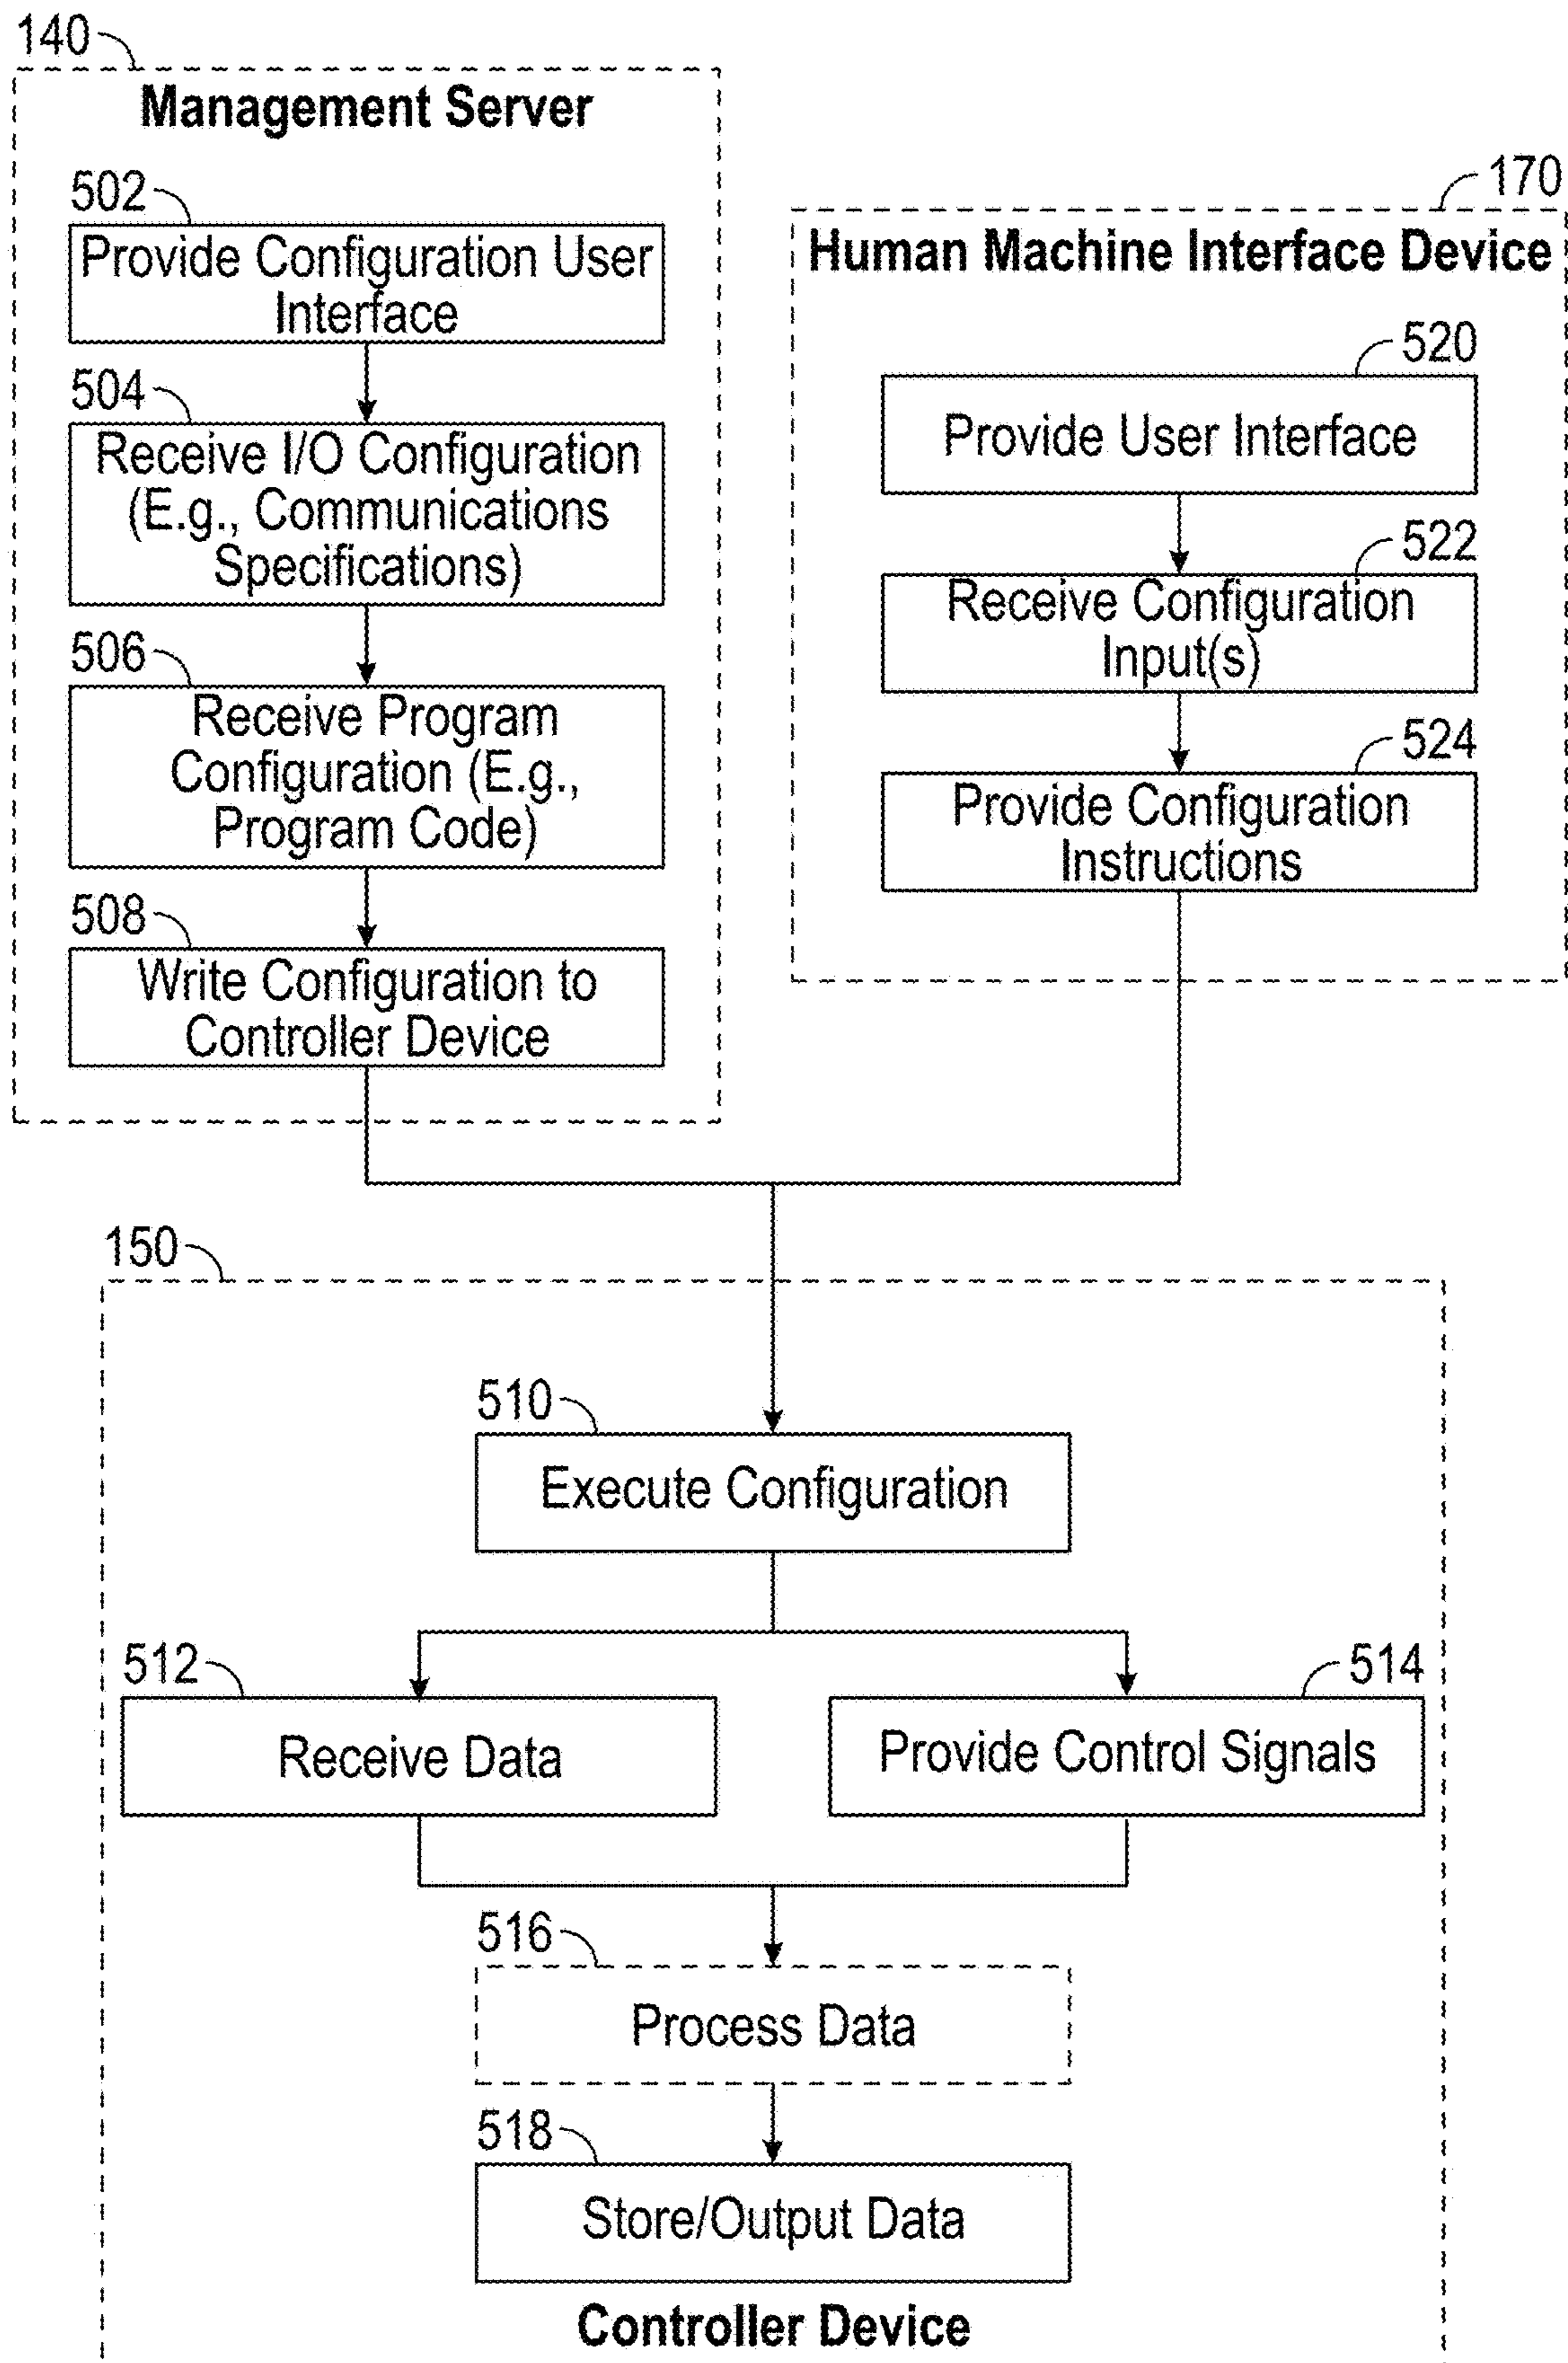 140
Management Server
502
Provide Configuration User
Interface
504
Receive I/O Configuration
(E.g., Communications
Specifications)
506
Receive Program
Configuration (E.g.,
Program Code)
508
Write Configuration to
Controller Device
170
Human Machine Interface Device
520
Provide User Interface
522
Receive Configuration
Input(s)
524
Provide Configuration
Instructions
150
510
Execute Configuration
512
Receive Data
514
Provide Control Signals
516
Process Data
518
Store/Output Data
Controller Device